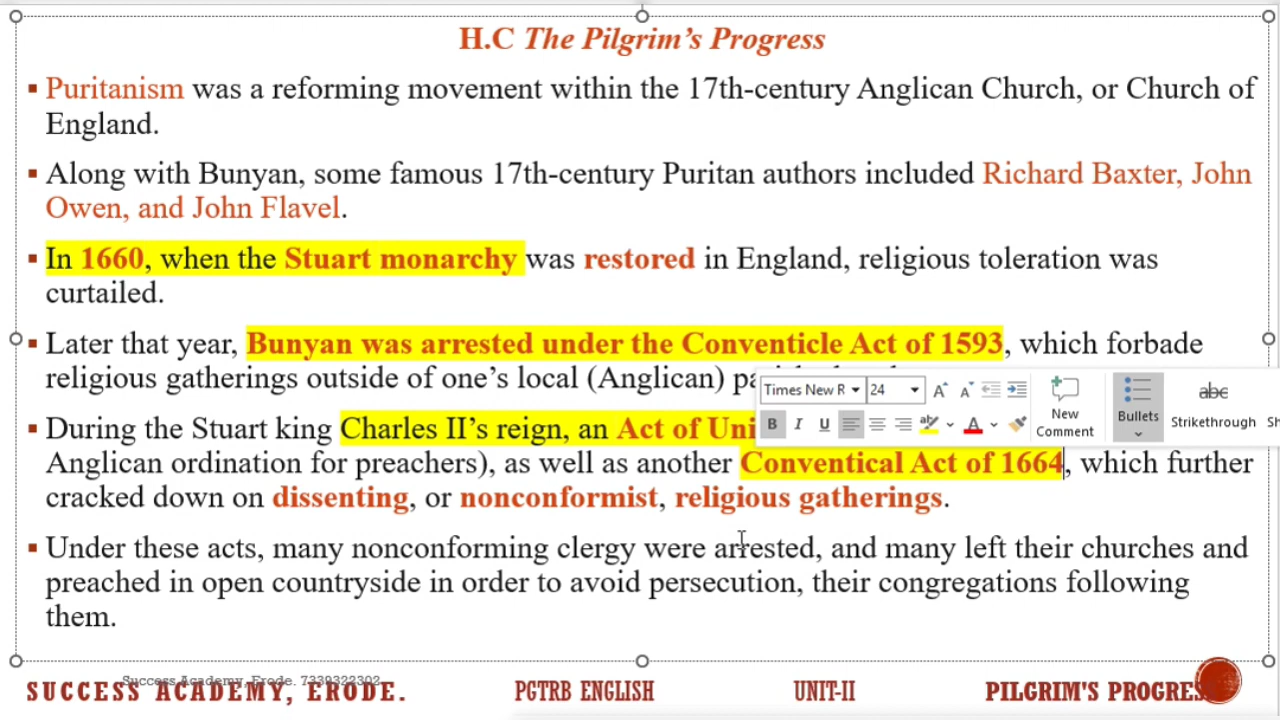 H.C The Pilgrim's Progress
▪ Puritanism was a reforming movement within the 17th-century Anglican Church, or Church of
England.
▪ Along with Bunyan, some famous 17th-century Puritan authors included Richard Baxter, John
Owen, and John Flavel.
▪ In 1660, when the Stuart monarchy was restored in England, religious toleration was
curtailed.
▪ Later that year, Bunyan was arrested under the Conventicle Act of 1593, which forbade
religious gatherings outside of one's local (Anglican)
Times New R 24
▪ During the Stuart king Charles II's reign, an Act of Uni
B I U A
New
Comment
Bullets
abc
Strikethrough Sh
Anglican ordination for preachers), as well as another Conventical Act of 1664, which further
cracked down on dissenting, or nonconformist, religious gatherings.
▪ Under these acts, many nonconforming clergy were arrested, and many left their churches and
preached in open countryside in order to avoid persecution, their congregations following
them.
Success Academy, Erode. 7339322302
SUCCESS ACADEMY, ERODE. PGTRB ENGLISH UNIT-II PILGRIM'S PROGRESS